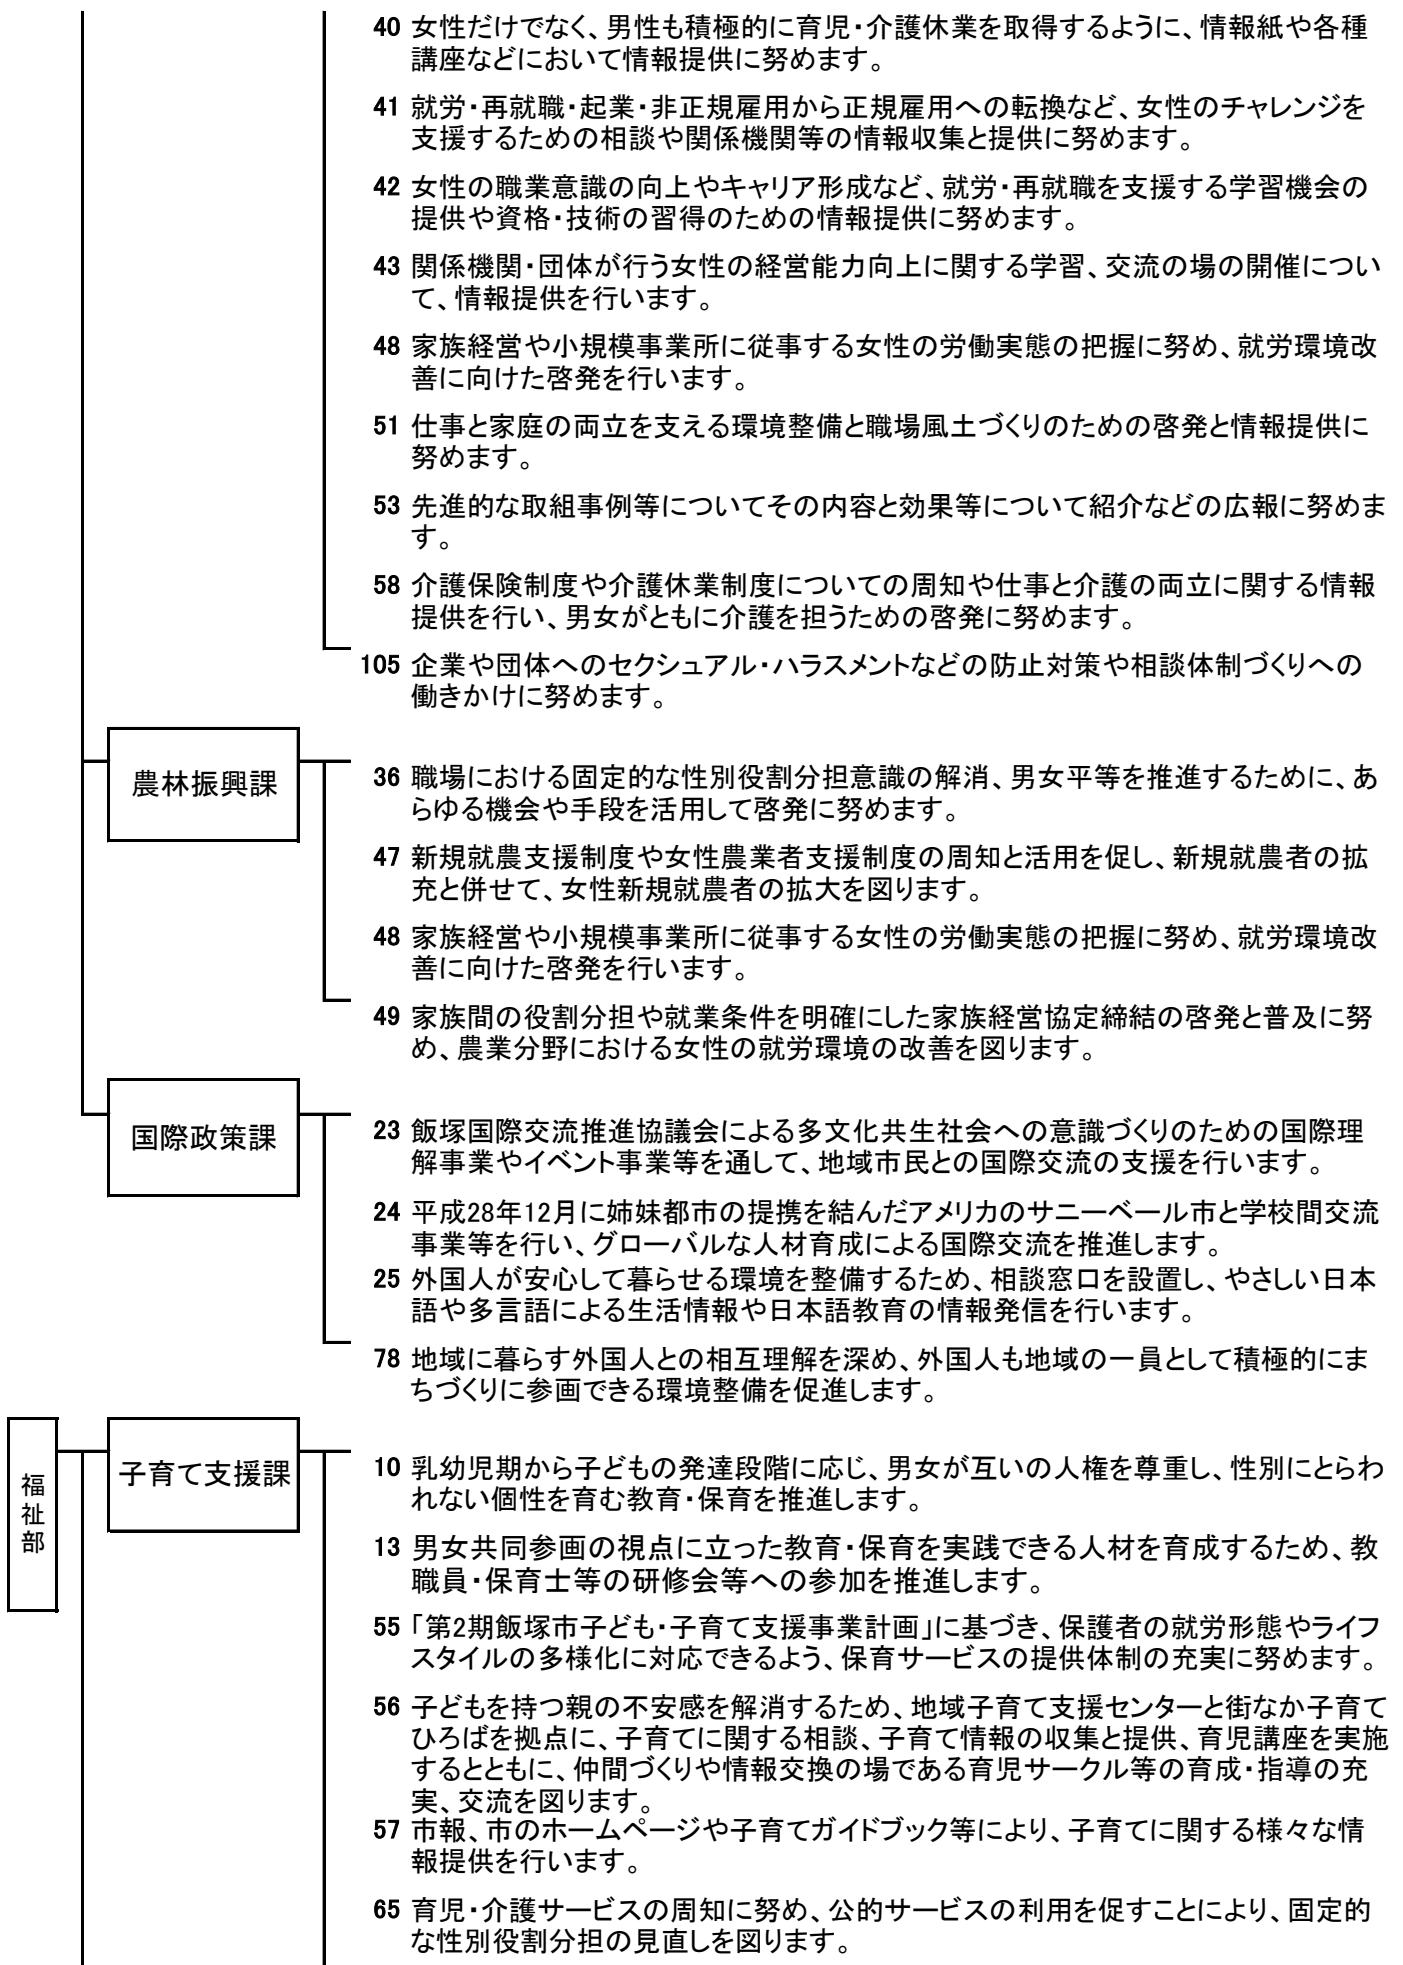 40 女性だけでなく、男性も積極的に育児・介護休業を取得するように、情報紙や各種
講座などにおいて情報提供に努めます。
41 就労・再就職・起業・非正規雇用から正規雇用への転換など、女性のチャレンジを
支援するための相談や関係機関等の情報収集と提供に努めます。
42 女性の職業意識の向上やキャリア形成など、就労・再就職を支援する学習機会の
提供や資格・技術の習得のための情報提供に努めます。
43 関係機関・団体が行う女性の経営能力向上に関する学習、交流の場の開催につい
て、情報提供を行います。
48 家族経営や小規模事業所に従事する女性の労働実態の把握に努め、就労環境改
善に向けた啓発を行います。
51 仕事と家庭の両立を支える環境整備と職場風土づくりのための啓発と情報提供に
努めます。
53 先進的な取組事例等についてその内容と効果等について紹介などの広報に努めま
す。
58 介護保険制度や介護休業制度についての周知や仕事と介護の両立に関する情報
提供を行い、男女がともに介護を担うための啓発に努めます。
105 企業や団体へのセクシュアル・ハラスメントなどの防止対策や相談体制づくりへの
働きかけに努めます。
農林振興課
36 職場における固定的な性別役割分担意識の解消、男女平等を推進するために、あ
らゆる機会や手段を活用して啓発に努めます。
47 新規就農支援制度や女性農業者支援制度の周知と活用を促し、新規就農者の拡
充と併せて、女性新規就農者の拡大を図ります。
48 家族経営や小規模事業所に従事する女性の労働実態の把握に努め、就労環境改
善に向けた啓発を行います。
49 家族間の役割分担や就業条件を明確にした家族経営協定締結の啓発と普及に努
め、農業分野における女性の就労環境の改善を図ります。
国際政策課
23 飯塚国際交流推進協議会による多文化共生社会への意識づくりのための国際理
解事業やイベント事業等を通して、地域市民との国際交流の支援を行います。
24 平成28年12月に姉妹都市の提携を結んだアメリカのサニーベール市と学校間交流
事業等を行い、グローバルな人材育成による国際交流を推進します。
25 外国人が安心して暮らせる環境を整備するため、相談窓口を設置し、やさしい日本
語や多言語による生活情報や日本語教育の情報発信を行います。
78 地域に暮らす外国人との相互理解を深め、外国人も地域の一員として積極的にま
ちづくりに参画できる環境整備を促進します。
福祉部
子育て支援課
10 乳幼児期から子どもの発達段階に応じ、男女が互いの人権を尊重し、性別にとらわ
れない個性を育む教育・保育を推進します。
13 男女共同参画の視点に立った教育・保育を実践できる人材を育成するため、教
職員・保育士等の研修会等への参加を推進します。
55 「第2期飯塚市子ども・子育て支援事業計画」に基づき、保護者の就労形態やライフ
スタイルの多様化に対応できるよう、保育サービスの提供体制の充実に努めます。
56 子どもを持つ親の不安感を解消するため、地域子育て支援センターと街なか子育て
ひろばを拠点に、子育てに関する相談、子育て情報の収集と提供、育児講座を実施
するとともに、仲間づくりや情報交換の場である育児サークル等の育成・指導の充
実、交流を図ります。
57 市報、市のホームページや子育てガイドブック等により、子育てに関する様々な情
報提供を行います。
65 育児・介護サービスの周知に努め、公的サービスの利用を促すことにより、固定的
な性別役割分担の見直しを図ります。